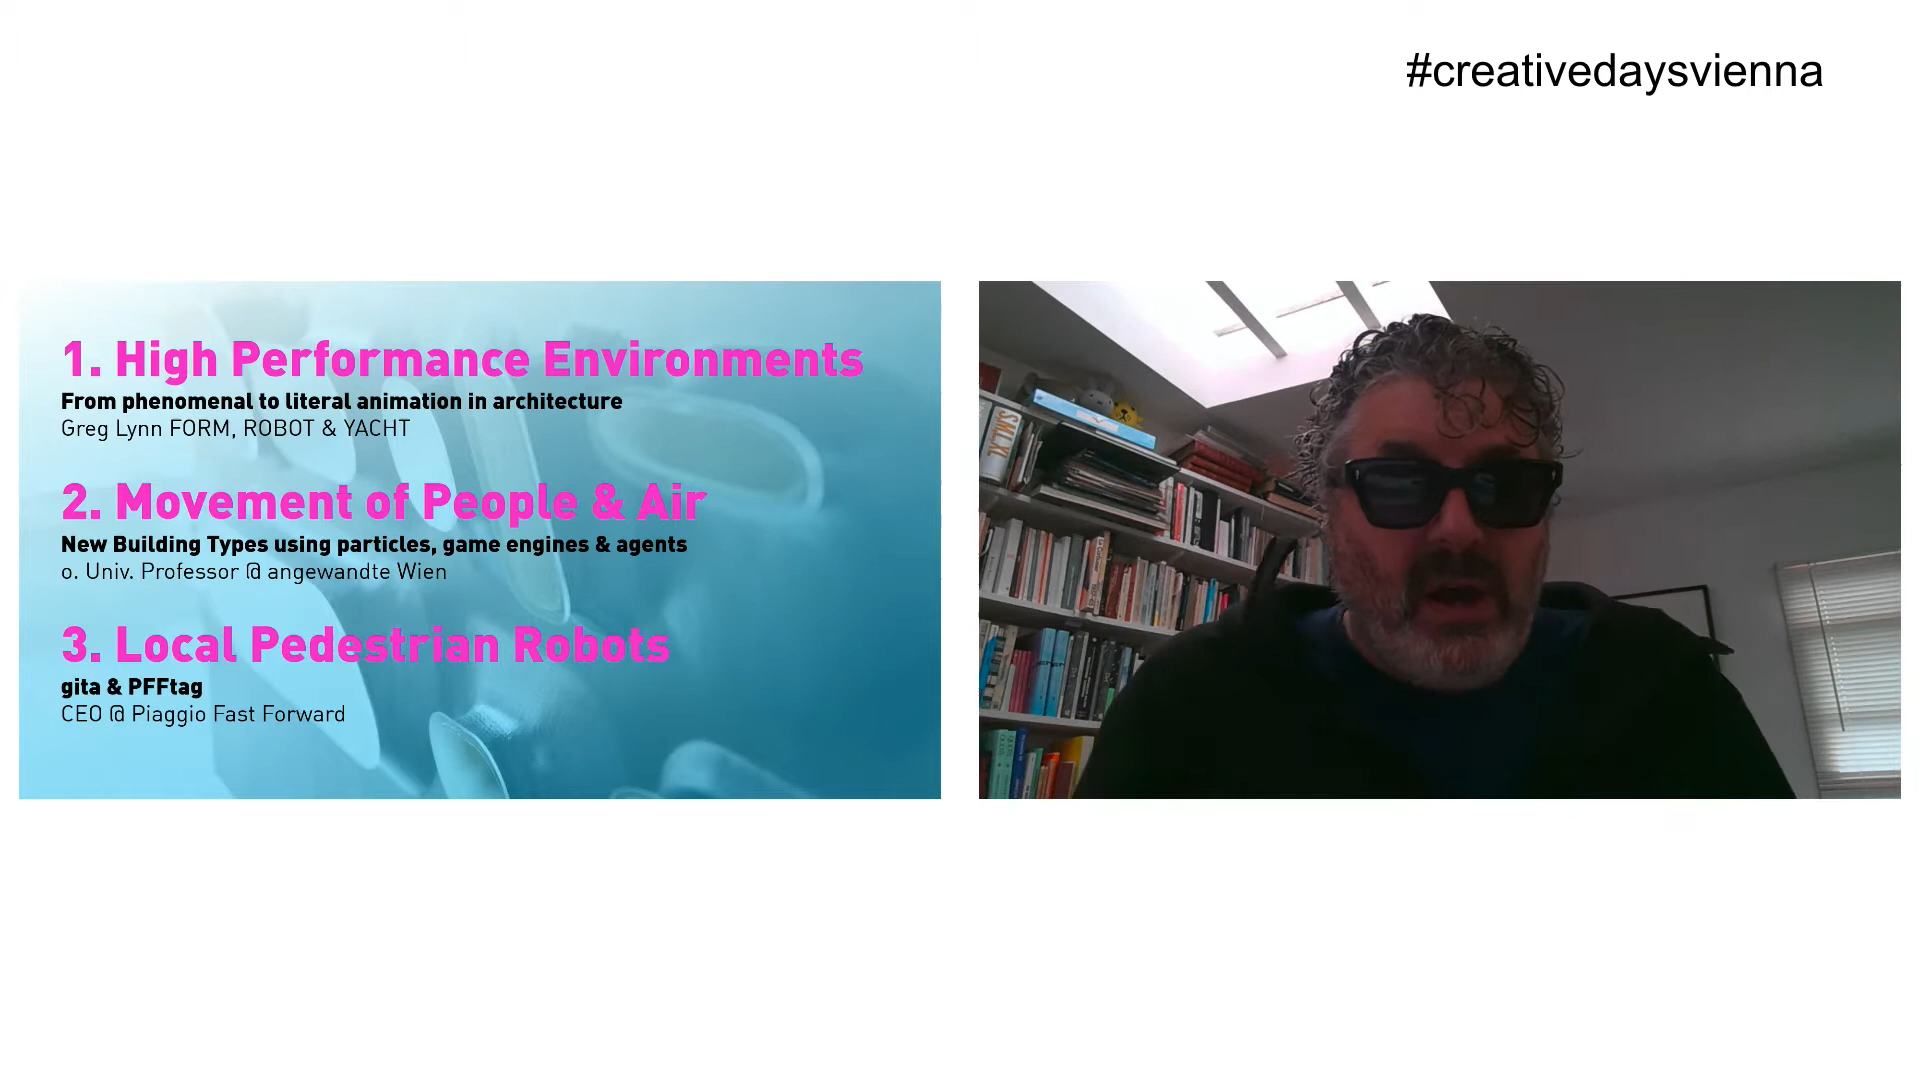 #creativedaysvienna
1. High Performance Environments
From phenomenal to literal animation in architecture
Greg Lynn FORM, ROBOT & YACHT
2. Movement of People & Air
New Building Types using particles, game engines & agents
o. Univ. Professor @ angewandte Wien
3. Local Pedestrian Robots
gita & PFFtag
CEO @ Piaggio Fast Forward
SMLXL